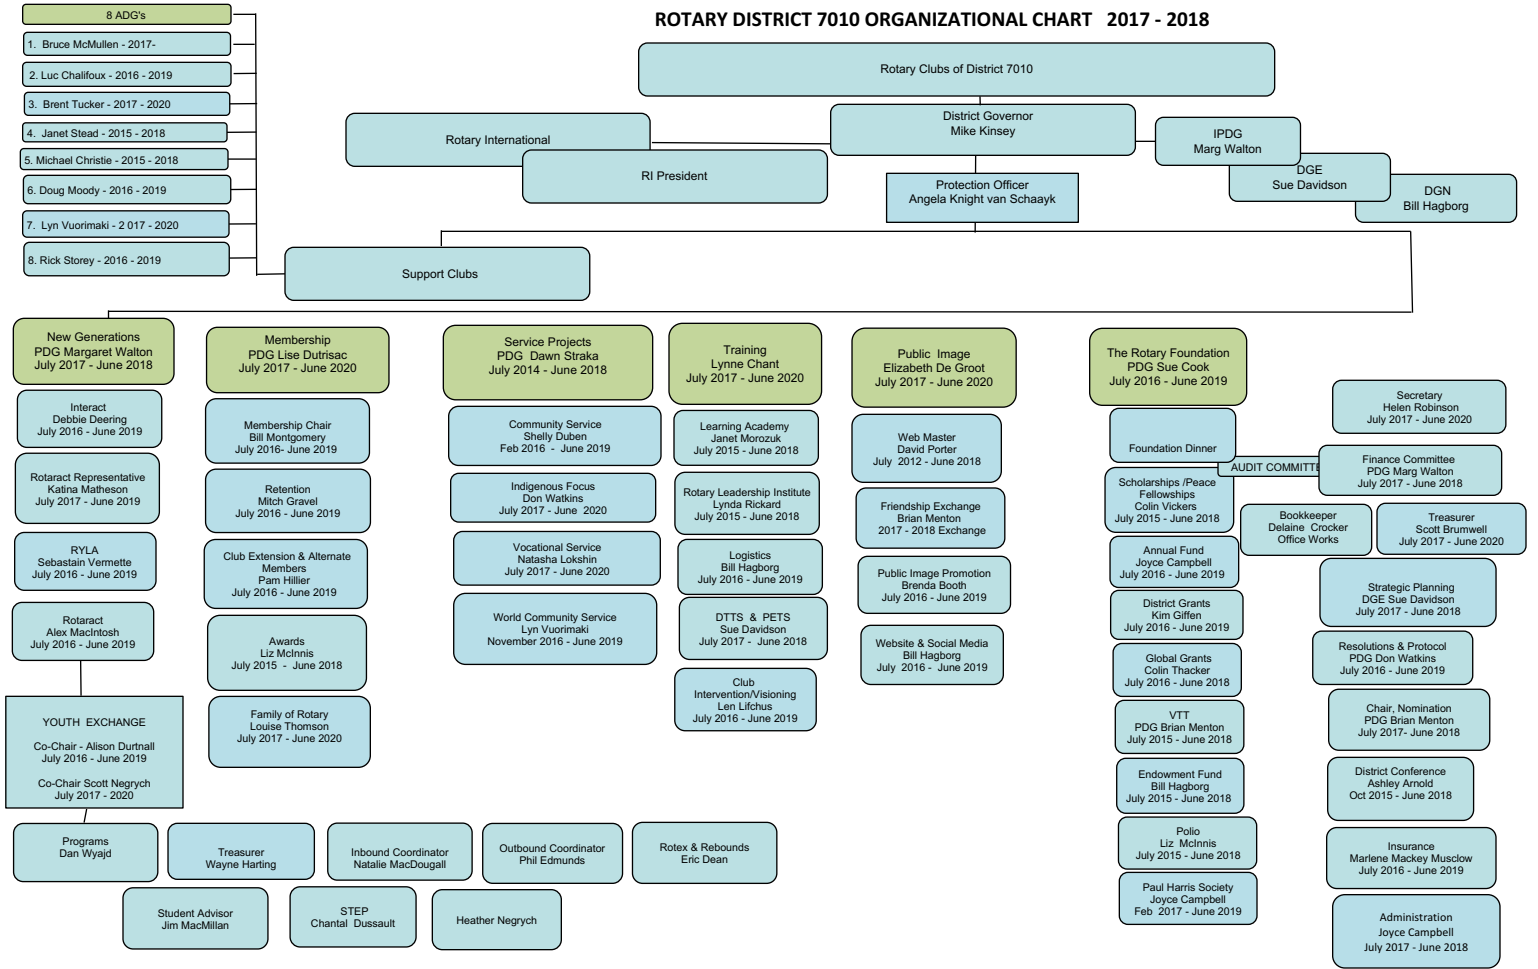 ROTARY DISTRICT 7010 ORGANIZATIONAL CHART 2017 - 2018
8 ADG's
1. Bruce McMullen - 2017-
2. Luc Chalifoux - 2016 - 2019
3. Brent Tucker - 2017 - 2020
4. Janet Stead - 2015 - 2018
5. Michael Christie - 2015 - 2018
6. Doug Moody - 2016 - 2019
7. Lyn Vuorimaki - 2 017 - 2020
8. Rick Storey - 2016 - 2019
Rotary Clubs of District 7010
District Governor
Mike Kinsey
Rotary International
RI President
IPDG
Marg Walton
DGE
Sue Davidson
DGN
Bill Hagborg
Protection Officer
Angela Knight van Schaayk
Support Clubs
New Generations
PDG Margaret Walton
July 2017 - June 2018
Interact
Debbie Deering
July 2016 - June 2019
Rotaract Representative
Katina Matheson
July 2017 - June 2019
RYLA
Sebastain Vermette
July 2016 - June 2019
Rotaract
Alex MacIntosh
July 2016 - June 2019
YOUTH EXCHANGE
Co-Chair - Alison Durtnall
July 2016 - June 2019
Co-Chair Scott Negrych
July 2017 - 2020
Programs
Dan Wyajd
Treasurer
Wayne Harting
Inbound Coordinator
Natalie MacDougall
Outbound Coordinator
Phil Edmunds
Rotex & Rebounds
Eric Dean
Student Advisor
Jim MacMillan
STEP
Chantal Dussault
Heather Negrych
Membership
PDG Lise Dutrisac
July 2017 - June 2020
Membership Chair
Bill Montgomery
July 2016- June 2019
Retention
Mitch Gravel
July 2016 - June 2019
Club Extension & Alternate
Members
Pam Hillier
July 2016 - June 2019
Awards
Liz McInnis
July 2015 - June 2018
Family of Rotary
Louise Thomson
July 2017 - June 2020
Service Projects
PDG Dawn Straka
July 2014 - June 2018
Community Service
Shelly Duben
Feb 2016 - June 2019
Indigenous Focus
Don Watkins
July 2017 - June 2020
Vocational Service
Natasha Lokshin
July 2017 - June 2020
World Community Service
Lyn Vuorimaki
November 2016 - June 2019
Training
Lynne Chant
July 2017 - June 2020
Learning Academy
Janet Morozuk
July 2015 - June 2018
Rotary Leadership Institute
Lynda Rickard
July 2015 - June 2018
Logistics
Bill Hagborg
July 2016 - June 2019
DTTS & PETS
Sue Davidson
July 2017 - June 2018
Club
Intervention/Visioning
Len Lifchus
July 2016 - June 2019
Public Image
Elizabeth De Groot
July 2017 - June 2020
Web Master
David Porter
July 2012 - June 2018
Friendship Exchange
Brian Menton
2017 - 2018 Exchange
Public Image Promotion
Brenda Booth
July 2016 - June 2019
Website & Social Media
Bill Hagborg
July 2016 - June 2019
The Rotary Foundation
PDG Sue Cook
July 2016 - June 2019
Foundation Dinner
Scholarships /Peace
Fellowships
Colin Vickers
July 2015 - June 2018
Annual Fund
Joyce Campbell
July 2016 - June 2019
District Grants
Kim Giffen
July 2016 - June 2019
Global Grants
Colin Thacker
July 2016 - June 2018
VTT
PDG Brian Menton
July 2015 - June 2018
Endowment Fund
Bill Hagborg
July 2015 - June 2018
Polio
Liz McInnis
July 2015 - June 2018
Paul Harris Society
Joyce Campbell
Feb 2017 - June 2019
Secretary
Helen Robinson
July 2017 - June 2020
AUDIT COMMITTE
Finance Committee
PDG Marg Walton
July 2017 - June 2018
Bookkeeper
Delaine Crocker
Office Works
Treasurer
Scott Brumwell
July 2017 - June 2020
Strategic Planning
DGE Sue Davidson
July 2017 - June 2018
Resolutions & Protocol
PDG Don Watkins
July 2016 - June 2019
Chair, Nomination
PDG Brian Menton
July 2017- June 2018
District Conference
Ashley Arnold
Oct 2015 - June 2018
Insurance
Marlene Mackey Musclow
July 2016 - June 2019
Administration
Joyce Campbell
July 2017 - June 2018